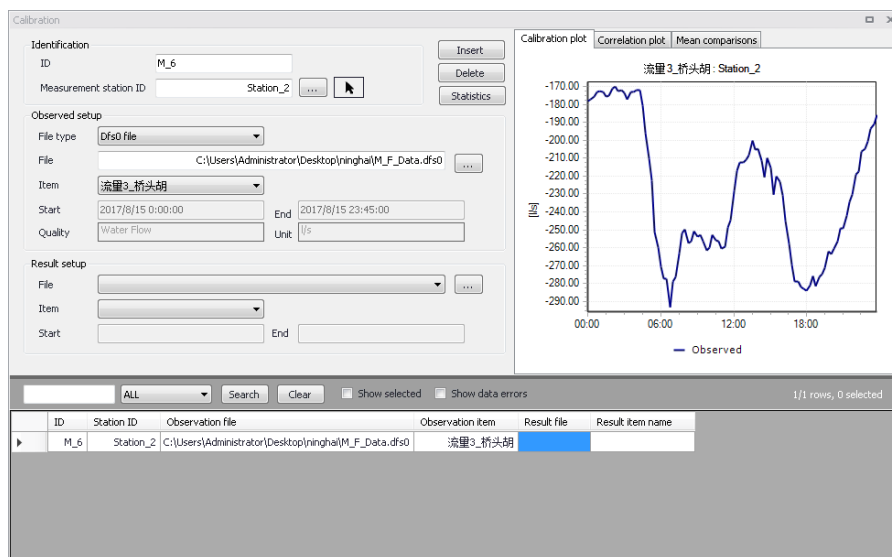 Calibration
Identification
ID M_6
Measurement station ID Station_2 ...
Insert
Delete
Statistics
Observed setup
File type Dfs0 file
File C:\Users\Administrator\Desktop\ninghai\M_F_Data.dfs0 ...
Item 流量3_桥头胡
Start 2017/8/15 0:00:00 End 2017/8/15 23:45:00
Quality Water Flow Unit l/s
Result setup
File ...
Item
Start End
Calibration plot Correlation plot Mean comparisons
流量3_桥头胡 : Station_2
-170.00
-180.00
-190.00
-200.00
-210.00
-220.00
-230.00
-240.00
-250.00
-260.00
-270.00
-280.00
-290.00
[l/s]
00:00 06:00 12:00 18:00
Observed
ALL Search Clear Show selected Show data errors 1/1 rows, 0 selected
ID Station ID Observation file Observation item Result file Result item name
M_6 Station_2 C:\Users\Administrator\Desktop\ninghai\M_F_Data.dfs0 流量3_桥头胡